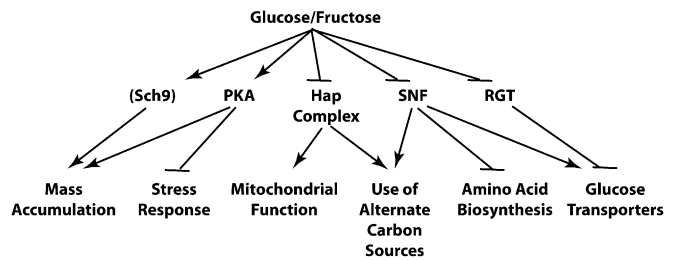 Glucose/Fructose
(Sch9) PKA Hap SNF RGT
Complex
Mass Stress Mitochondrial Use of Amino Acid Glucose
Accumulation Response Function Alternate Biosynthesis Transporters
Carbon
Sources